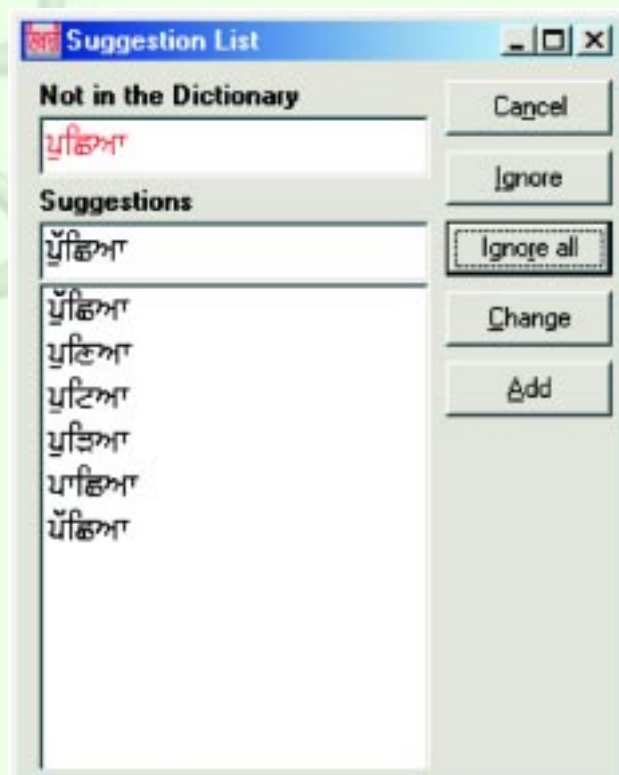 Suggestion List
Not in the Dictionary
ਪੁਛਿਆ
Suggestions
ਪੁੱਛਿਆ
ਪੁੱਛਿਆ
ਪੁਣਿਆ
ਪੁਟਿਆ
ਪੁੜਿਆ
ਪਾਛਿਆ
ਪੱਛਿਆ
Cancel
Ignore
Ignore all
Change
Add